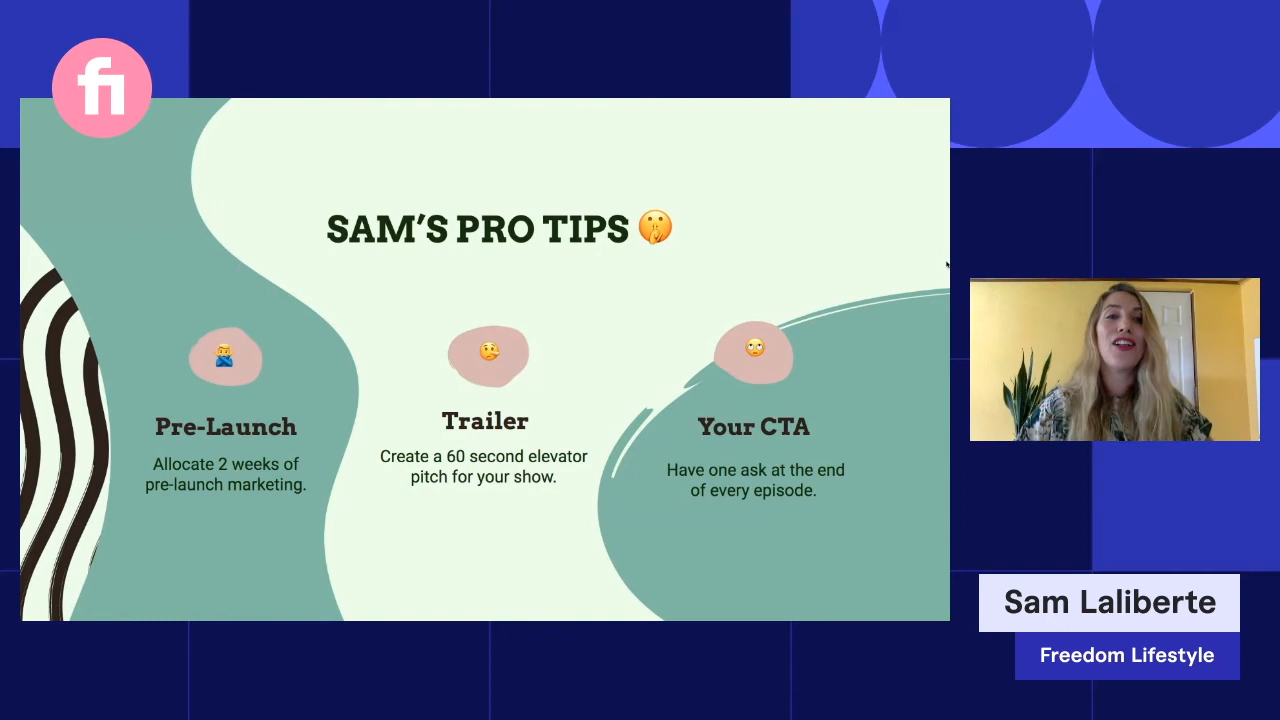 fi
SAM'S PRO TIPS 🤫
Pre-Launch
Allocate 2 weeks of
pre-launch marketing.
Trailer
Create a 60 second elevator
pitch for your show.
Your CTA
Have one ask at the end
of every episode.
Sam Laliberte
Freedom Lifestyle